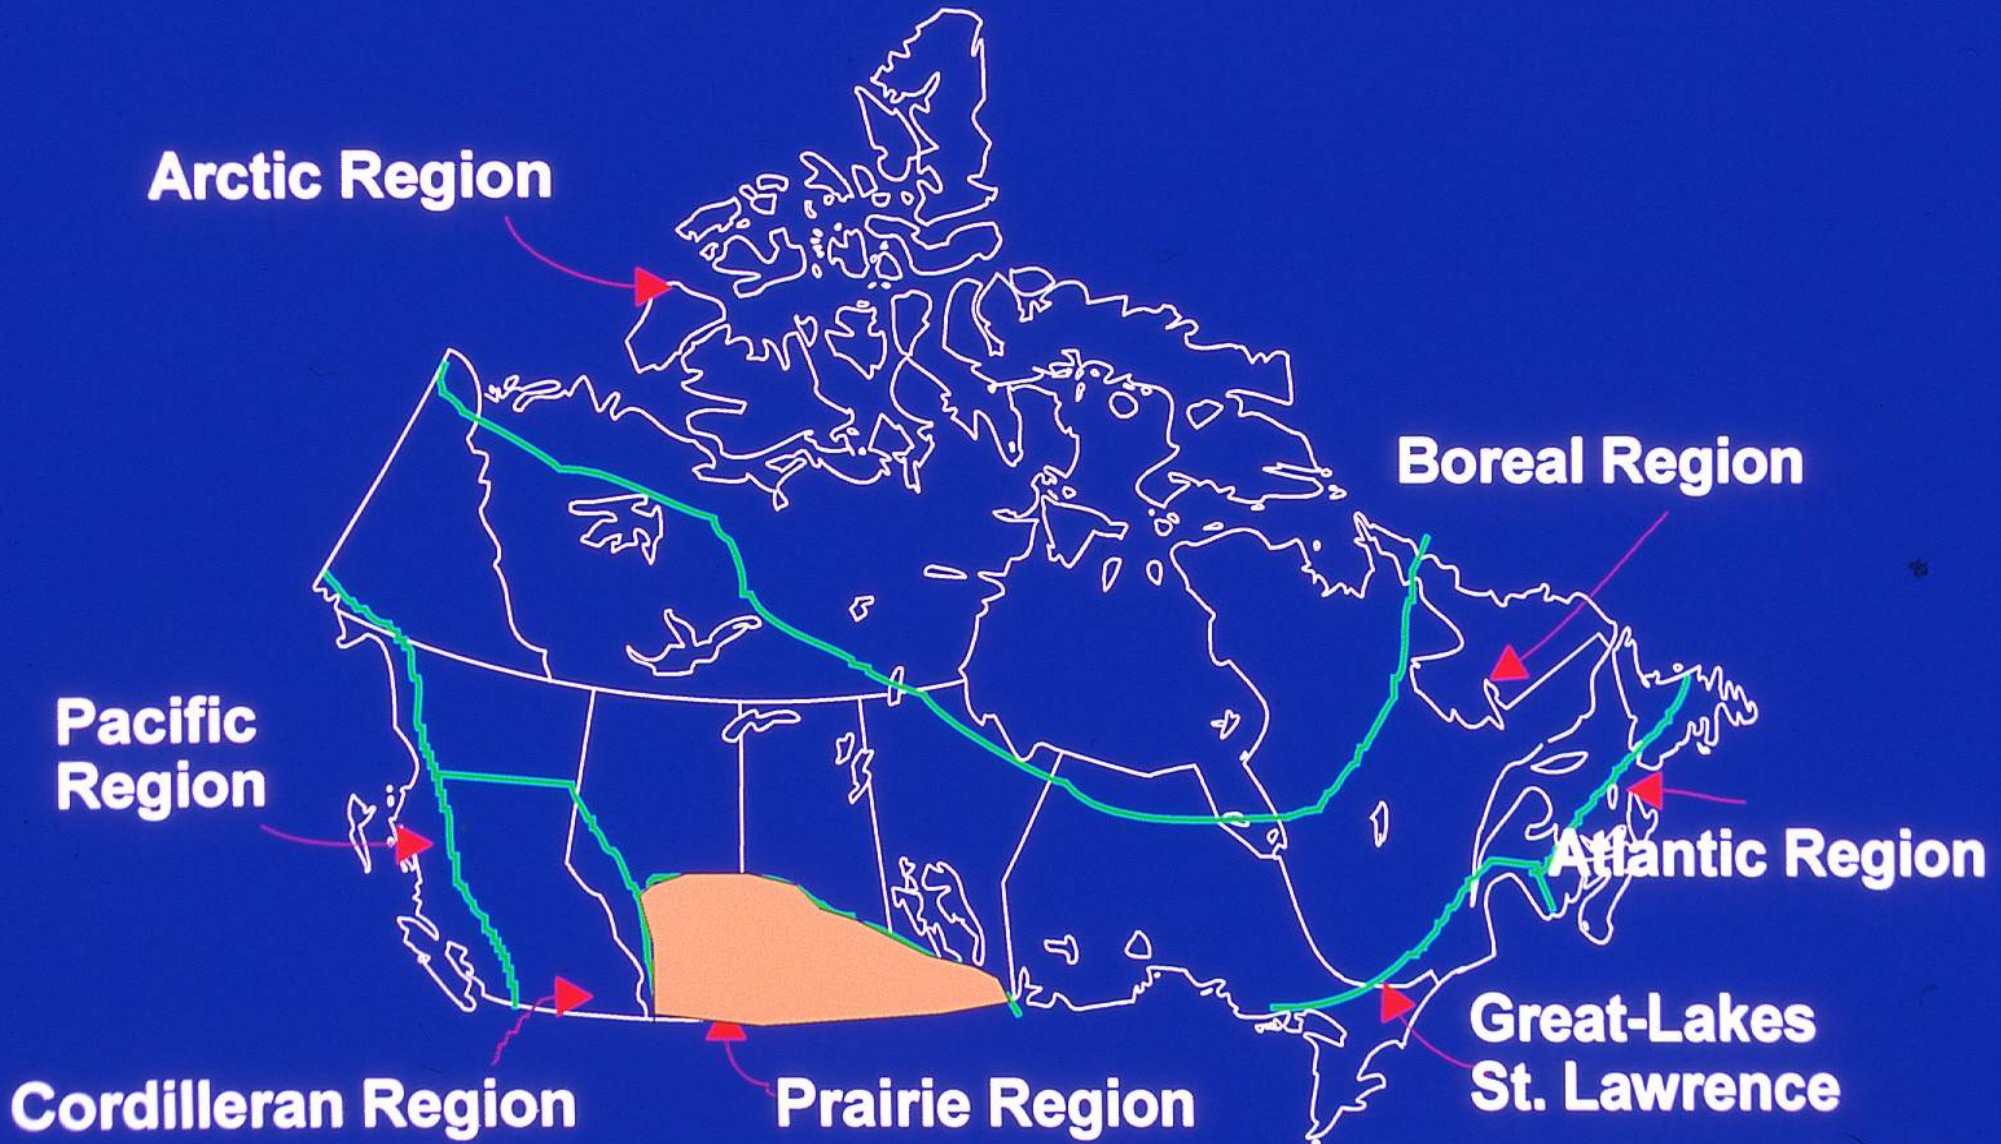 Arctic Region
Boreal Region
Pacific
Region
Atlantic Region
Great-Lakes
St. Lawrence
Cordilleran Region
Prairie Region